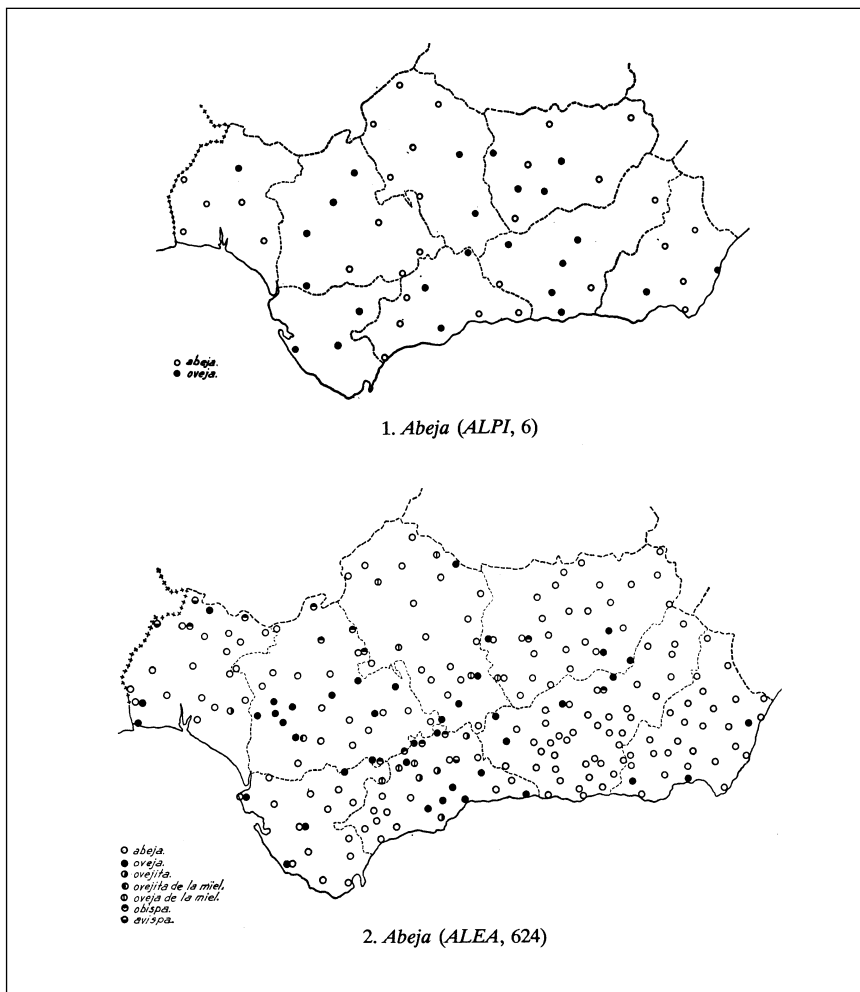 abeja.
oveja.
1. Abeja (ALPI, 6)
abeja.
oveja.
ovejita.
ovejita de la miel.
oveja de la miel.
obispa.
avispa.
2. Abeja (ALEA, 624)